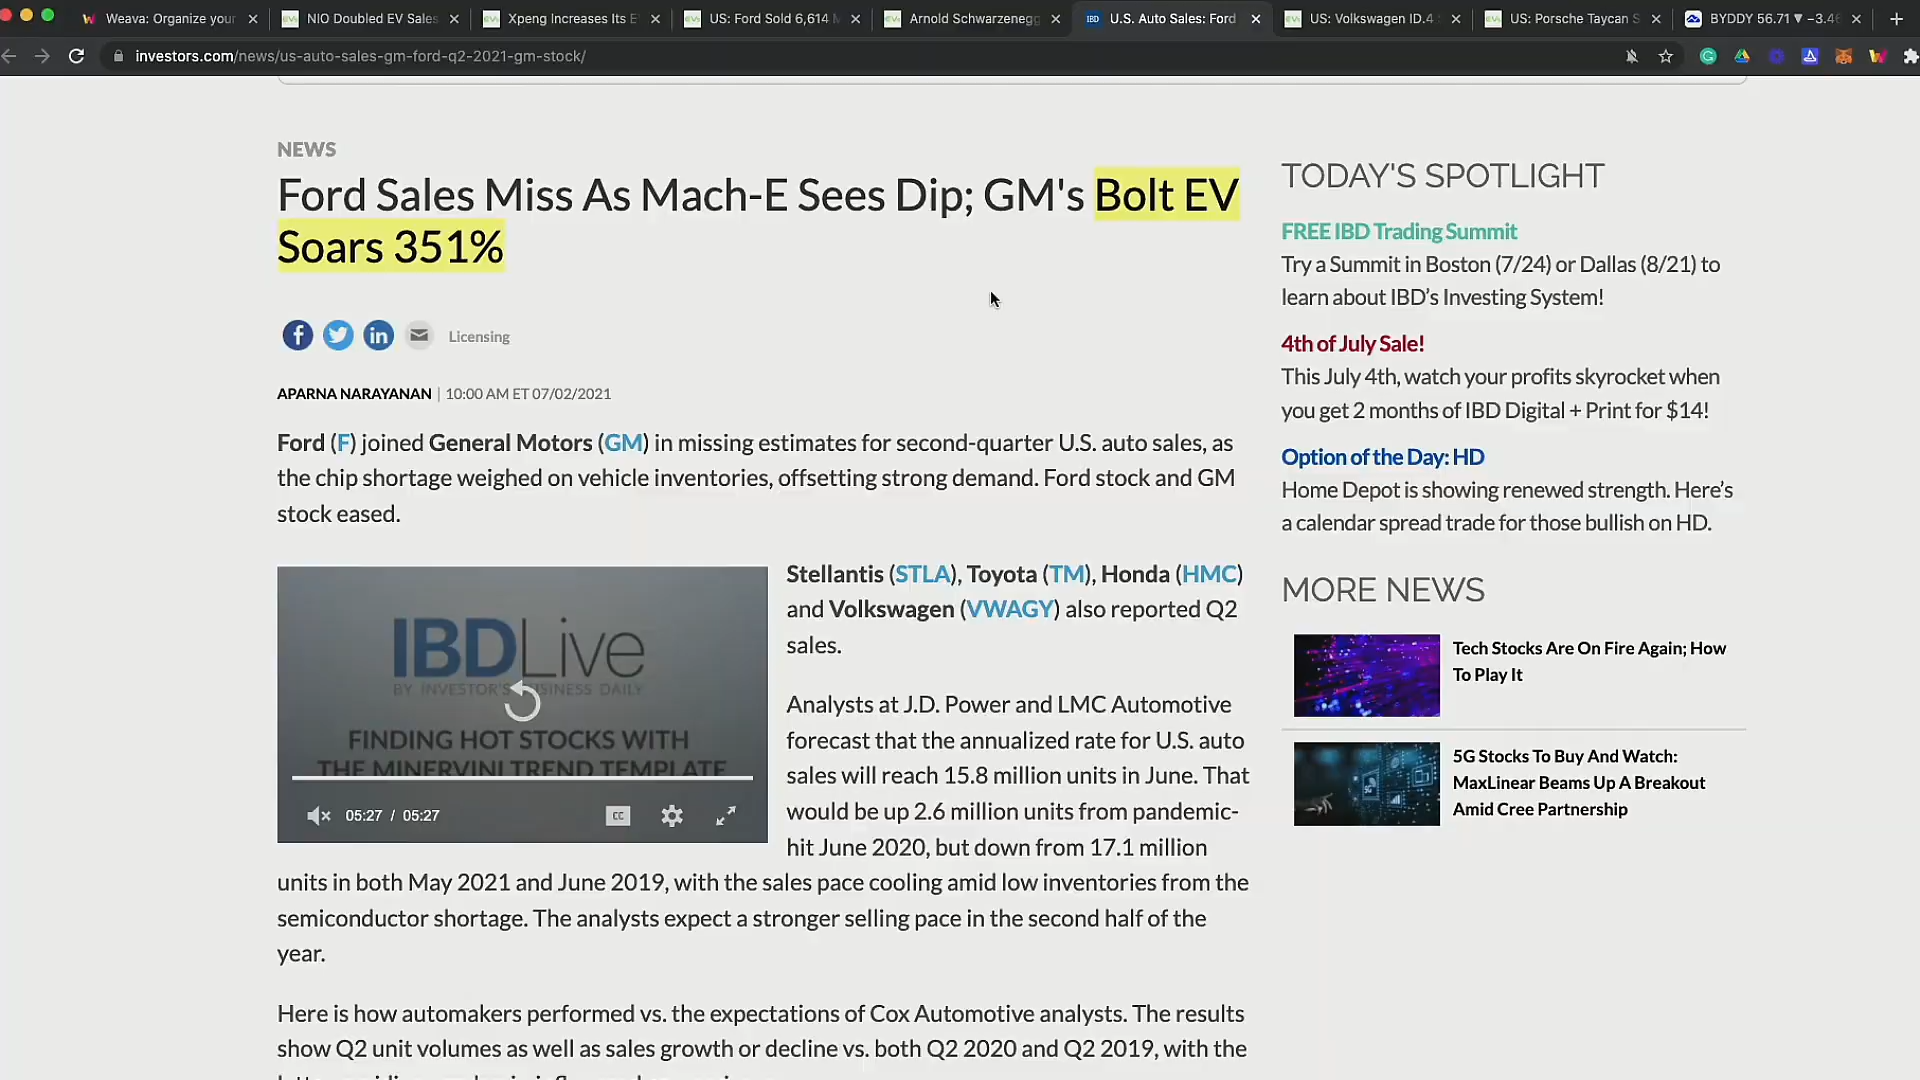 Weava: Organize your
NIO Doubled EV Sales
Xpeng Increases Its E
US: Ford Sold 6,614
Arnold Schwarzenegg
U.S. Auto Sales: Ford
US: Volkswagen ID.4
US: Porsche Taycan S
BYDDY 56.71 ▼ −3.46
investors.com/news/us-auto-sales-gm-ford-q2-2021-gm-stock/
NEWS
Ford Sales Miss As Mach-E Sees Dip; GM's Bolt EV
Soars 351%
Licensing
APARNA NARAYANAN | 10:00 AM ET 07/02/2021
Ford (F) joined General Motors (GM) in missing estimates for second-quarter U.S. auto sales, as
the chip shortage weighed on vehicle inventories, offsetting strong demand. Ford stock and GM
stock eased.
IBDLive
BY INVESTOR'S BUSINESS DAILY
FINDING HOT STOCKS WITH
THE MINERVINI TREND TEMPLATE
05:27 / 05:27
CC
Stellantis (STLA), Toyota (TM), Honda (HMC)
and Volkswagen (VWAGY) also reported Q2
sales.
Analysts at J.D. Power and LMC Automotive
forecast that the annualized rate for U.S. auto
sales will reach 15.8 million units in June. That
would be up 2.6 million units from pandemic-
hit June 2020, but down from 17.1 million
units in both May 2021 and June 2019, with the sales pace cooling amid low inventories from the
semiconductor shortage. The analysts expect a stronger selling pace in the second half of the
year.
Here is how automakers performed vs. the expectations of Cox Automotive analysts. The results
show Q2 unit volumes as well as sales growth or decline vs. both Q2 2020 and Q2 2019, with the
TODAY'S SPOTLIGHT
FREE IBD Trading Summit
Try a Summit in Boston (7/24) or Dallas (8/21) to
learn about IBD's Investing System!
4th of July Sale!
This July 4th, watch your profits skyrocket when
you get 2 months of IBD Digital + Print for $14!
Option of the Day: HD
Home Depot is showing renewed strength. Here's
a calendar spread trade for those bullish on HD.
MORE NEWS
Tech Stocks Are On Fire Again; How
To Play It
5G Stocks To Buy And Watch:
MaxLinear Beams Up A Breakout
Amid Cree Partnership